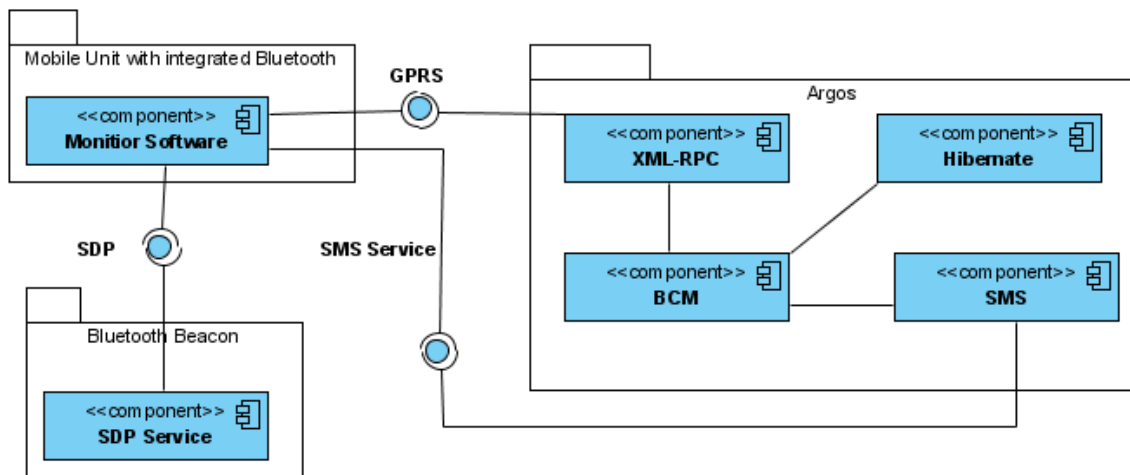 Mobile Unit with integrated Bluetooth
<<component>>
Monitior Software
GPRS
Argos
<<component>>
XML-RPC
<<component>>
Hibernate
SDP
SMS Service
<<component>>
BCM
<<component>>
SMS
Bluetooth Beacon
<<component>>
SDP Service